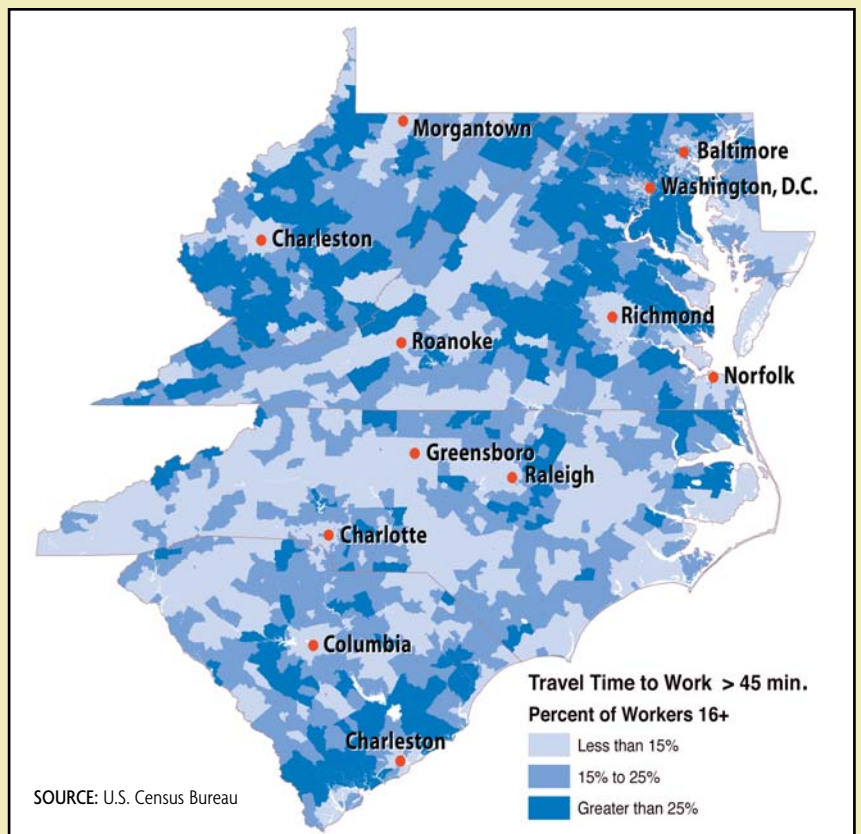 Morgantown
Baltimore
Washington, D.C.
Charleston
Richmond
Roanoke
Norfolk
Greensboro
Raleigh
Charlotte
Columbia
Charleston
Travel Time to Work > 45 min.
Percent of Workers 16+
Less than 15%
15% to 25%
Greater than 25%
SOURCE: U.S. Census Bureau